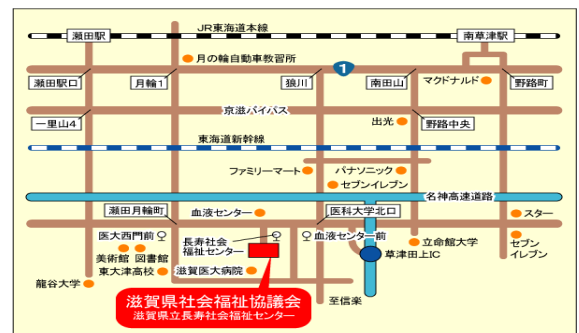 JR東海道本線
瀬田駅
南草津駅
月の輪自動車教習所
1
瀬田駅口
月輪1
狼川
南田山
マクドナルド
野路町
京滋バイパス
一里山4
出光
野路中央
東海道新幹線
ファミリーマート
パナソニック
セブンイレブン
名神高速道路
瀬田月輪町
血液センター
医科大学北口
スター
医大西門前
長寿社会
福祉センター
血液センター前
立命館大学
セブン
イレブン
美術館
図書館
東大津高校
滋賀医大病院
草津田上IC
龍谷大学
滋賀県社会福祉協議会
滋賀県立長寿社会福祉センター
至信楽